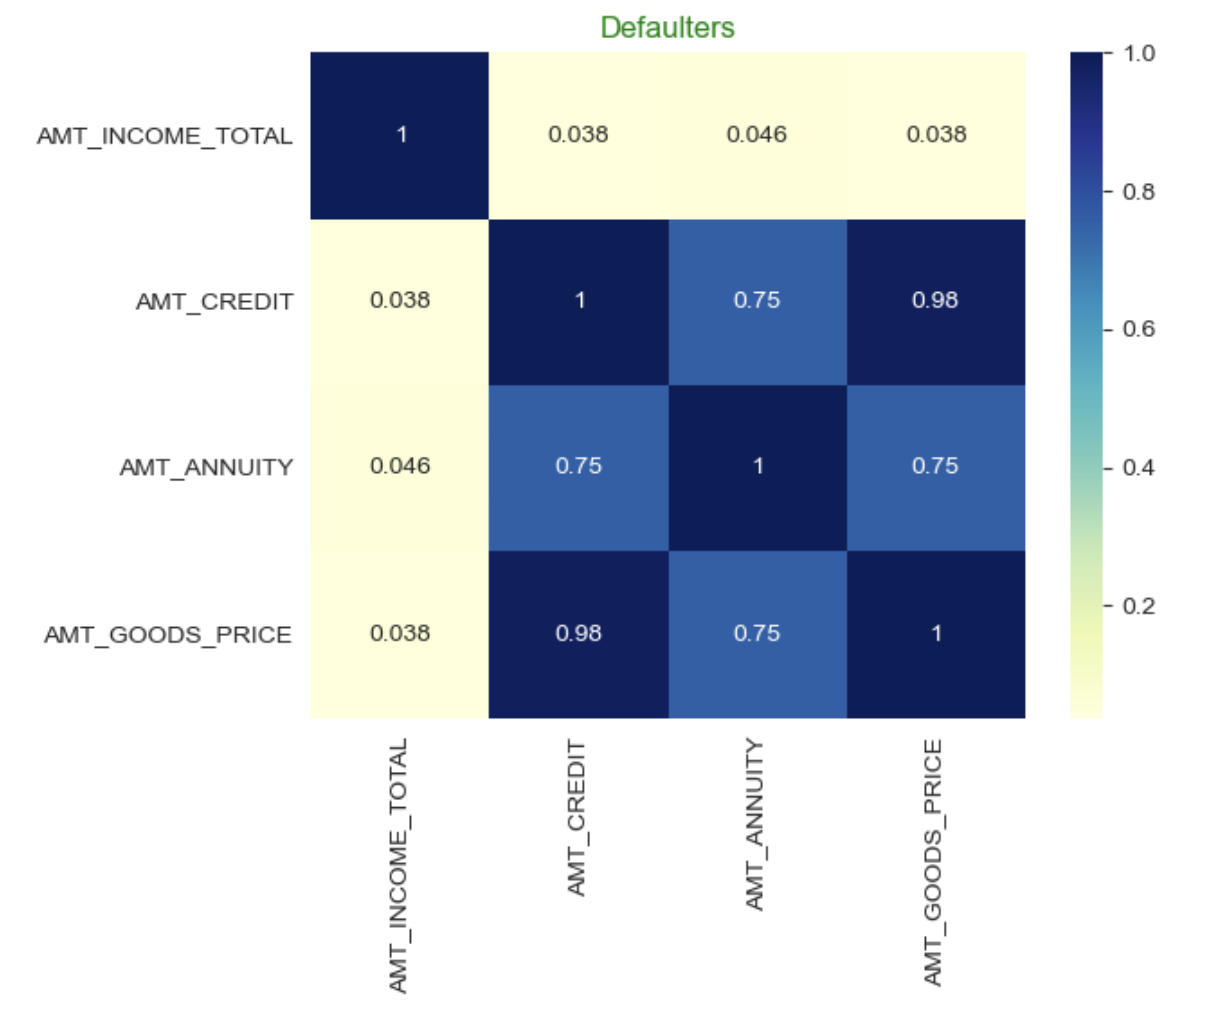 Defaulters
AMT_INCOME_TOTAL 1 0.038 0.046 0.038
AMT_CREDIT 0.038 1 0.75 0.98
AMT_ANNUITY 0.046 0.75 1 0.75
AMT_GOODS_PRICE 0.038 0.98 0.75 1
AMT_INCOME_TOTAL
AMT_CREDIT
AMT_ANNUITY
AMT_GOODS_PRICE
1.0
0.8
0.6
0.4
0.2